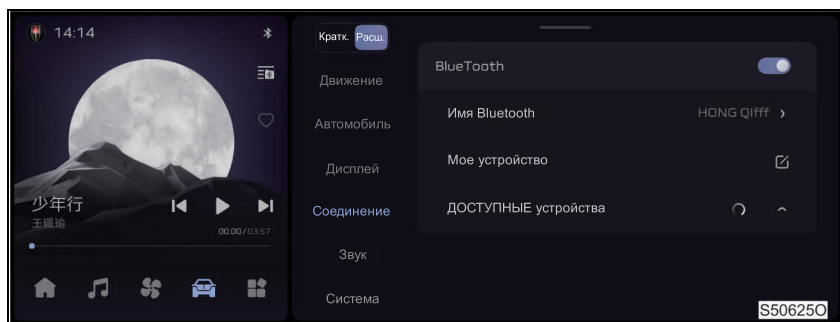 14:14
少年行
王珮瑜
00:00/03:57
Кратк. Расш.
Движение
Автомобиль
Дисплей
Соединение
Звук
Система
BlueTooth
Имя Bluetooth HONG QIfff
Мое устройство
ДОСТУПНЫЕ устройства
S50625O